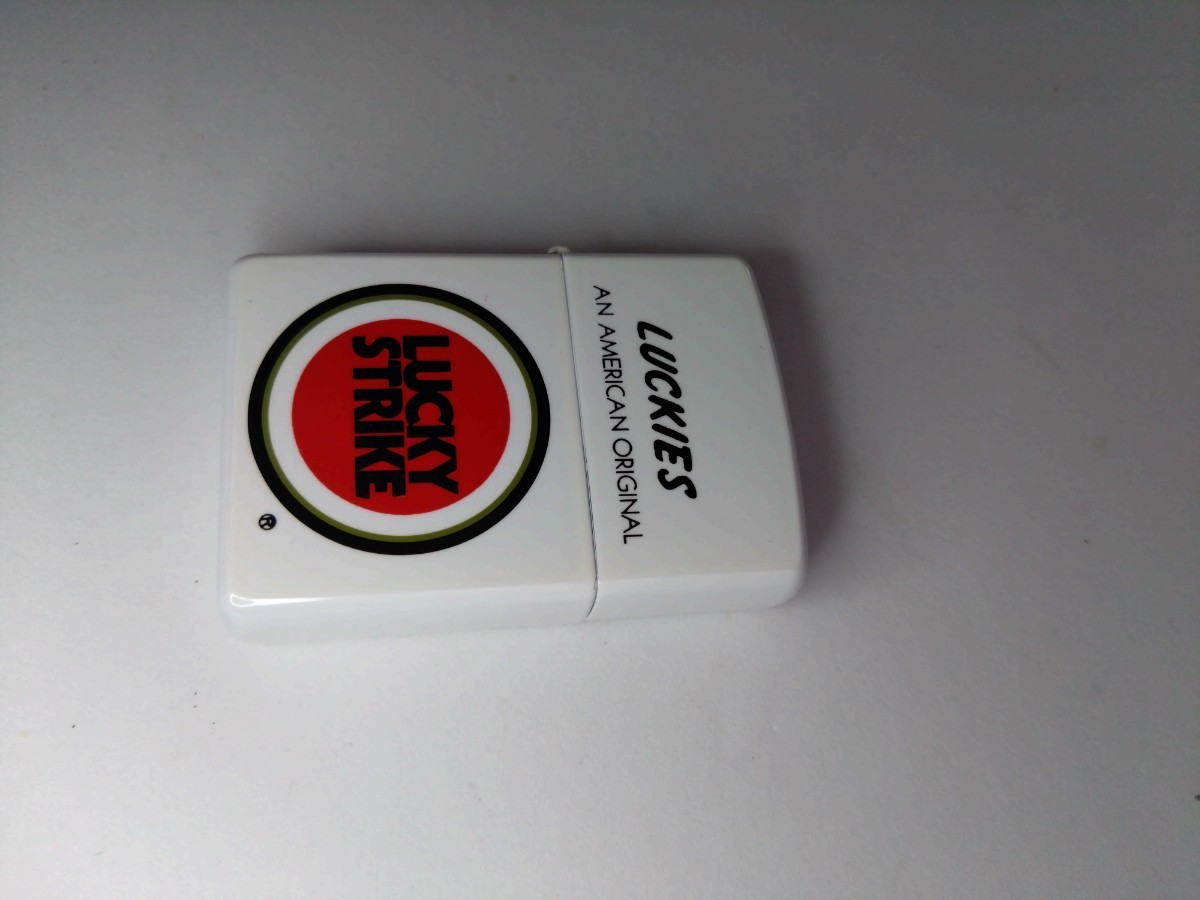 LUCKIES
AN AMERICAN ORIGINAL
LUCKY
STRIKE
®